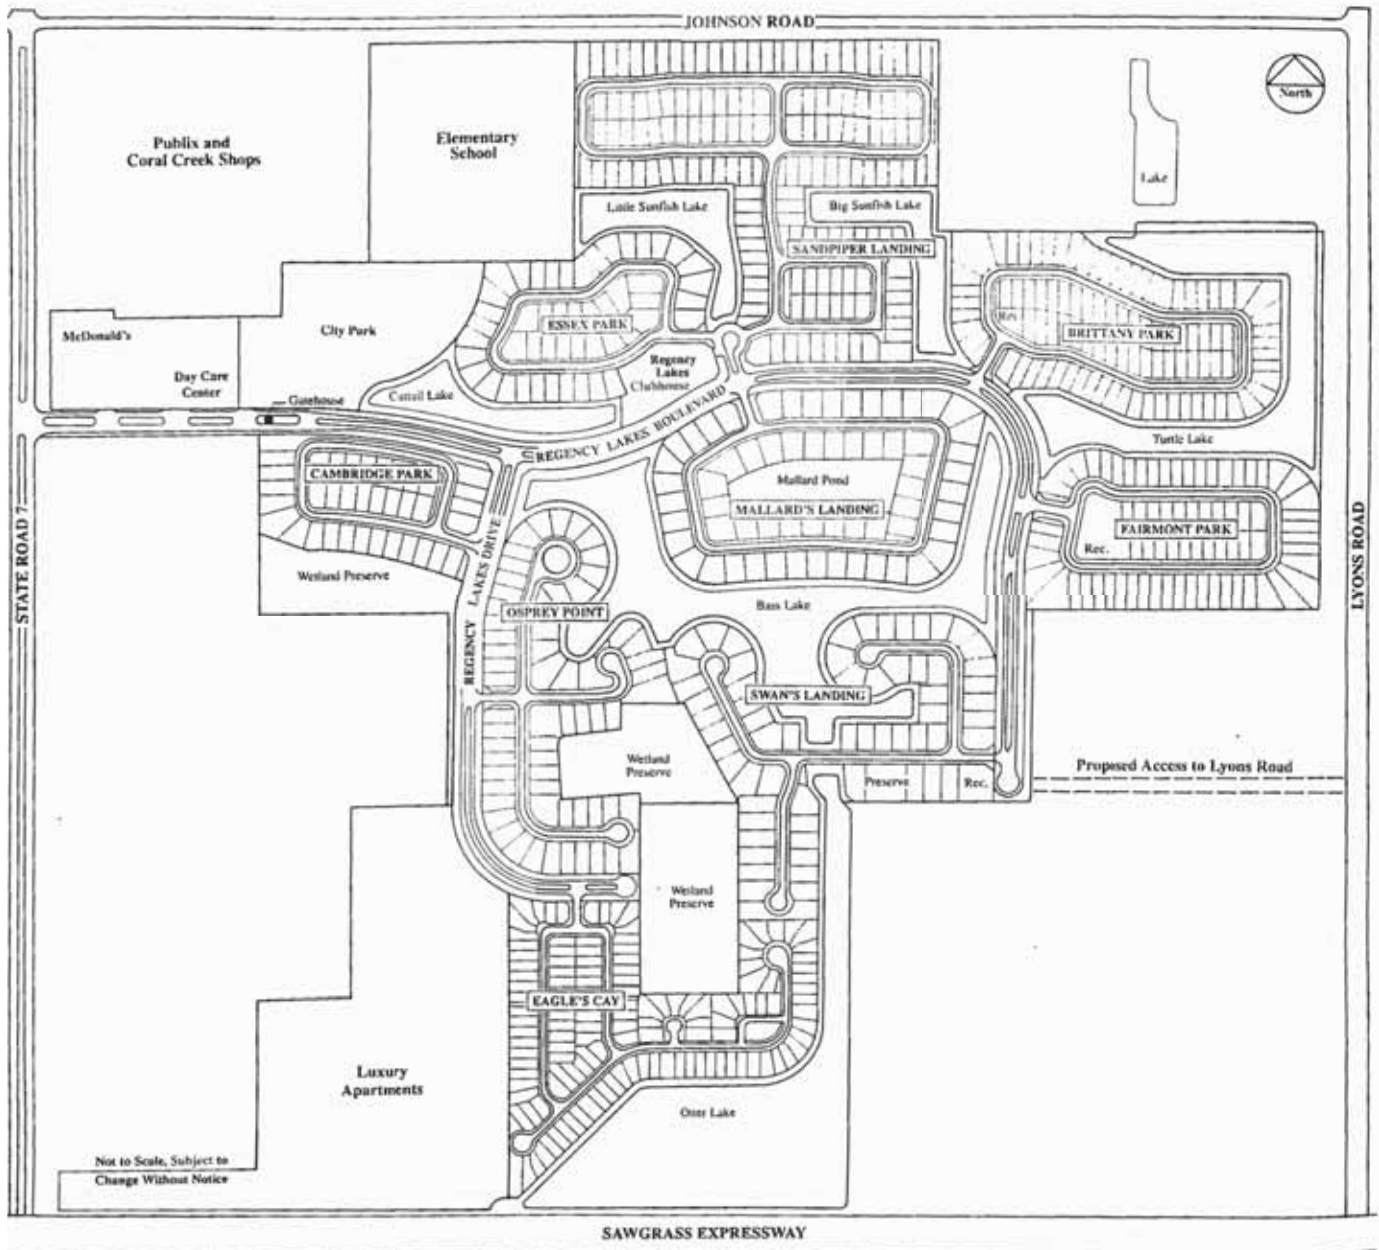 JOHNSON ROAD
North
Publix and
Coral Creek Shops
Elementary
School
Lake
Little Sunfish Lake
Big Sunfish Lake
SANDPIPER LANDING
McDonald's
City Park
ESSEX PARK
Rec.
BRITTANY PARK
Day Care
Center
Regency
Lakes
Clubhouse
Gatehouse
Cattail Lake
REGENCY LAKES BOULEVARD
Turtle Lake
CAMBRIDGE PARK
Mallard Pond
MALLARD'S LANDING
FAIRMONT PARK
Rec.
STATE ROAD 7
LYONS ROAD
Wetland Preserve
REGENCY LAKES DRIVE
OSPREY POINT
Bass Lake
SWAN'S LANDING
Wetland
Preserve
Preserve
Rec.
Proposed Access to Lyons Road
Wetland
Preserve
EAGLE'S CAY
Luxury
Apartments
Otter Lake
Not to Scale, Subject to
Change Without Notice
SAWGRASS EXPRESSWAY